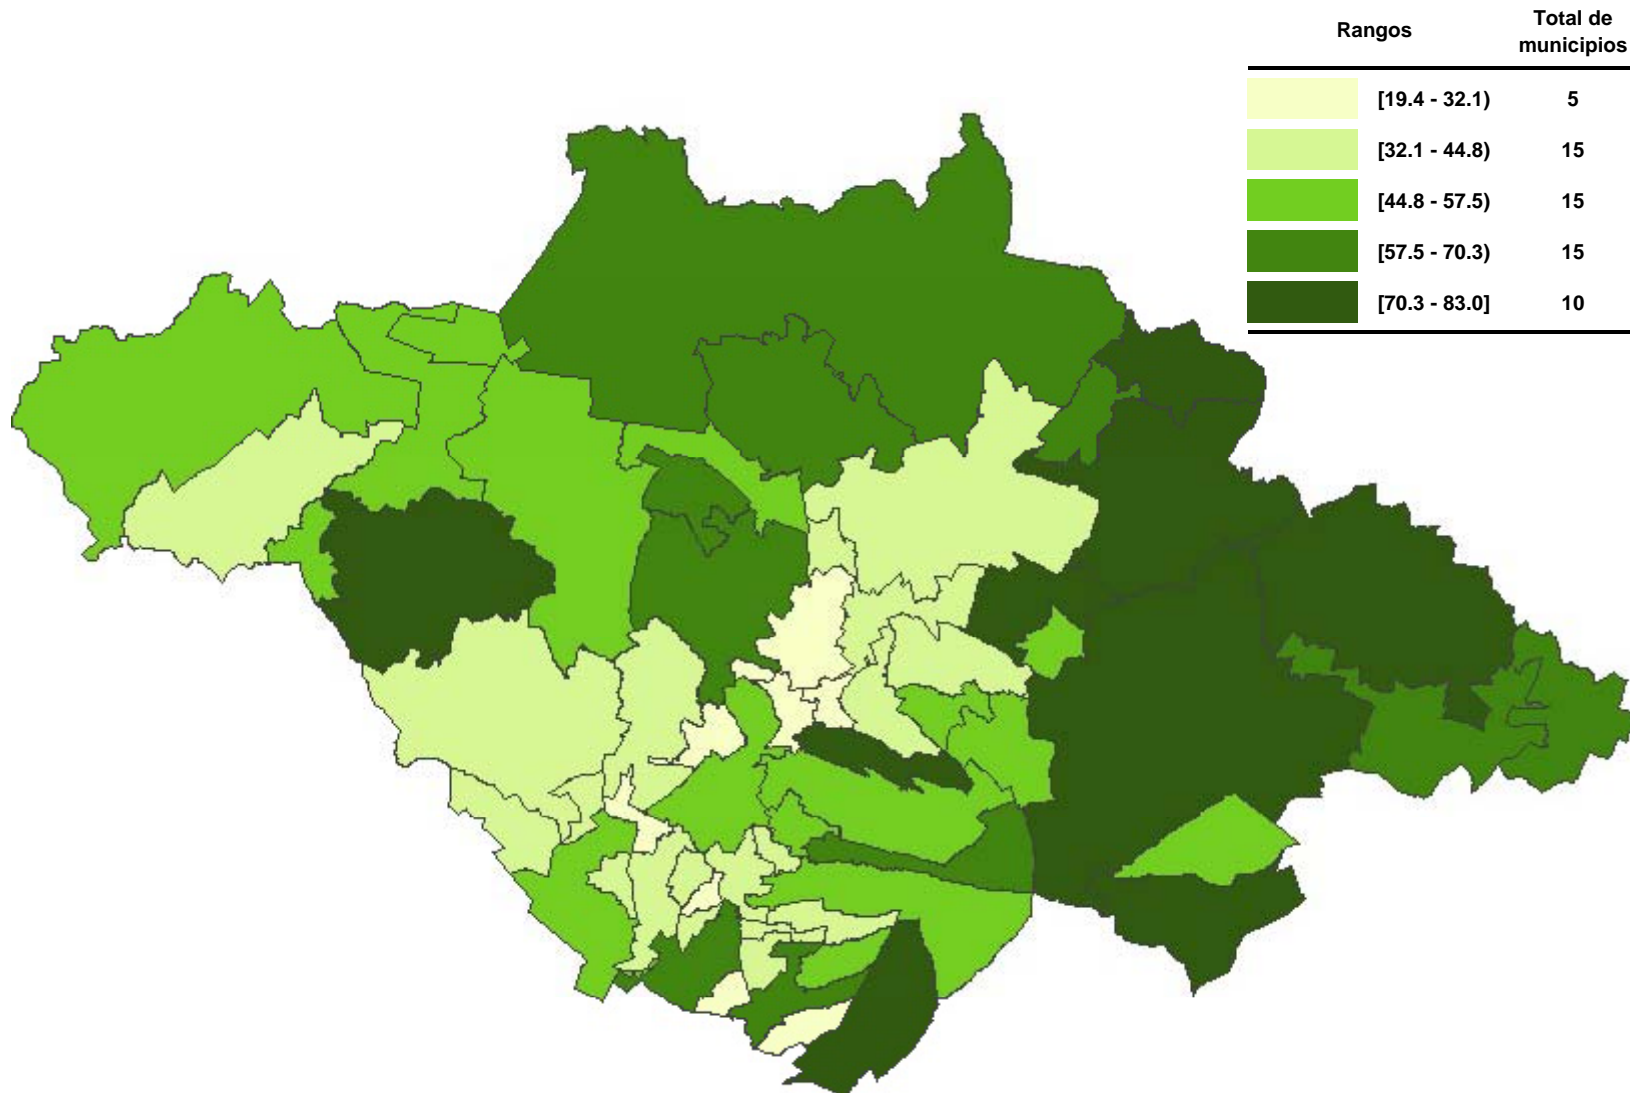 Rangos Total de
municipios
[19.4 - 32.1) 5
[32.1 - 44.8) 15
[44.8 - 57.5) 15
[57.5 - 70.3) 15
[70.3 - 83.0] 10